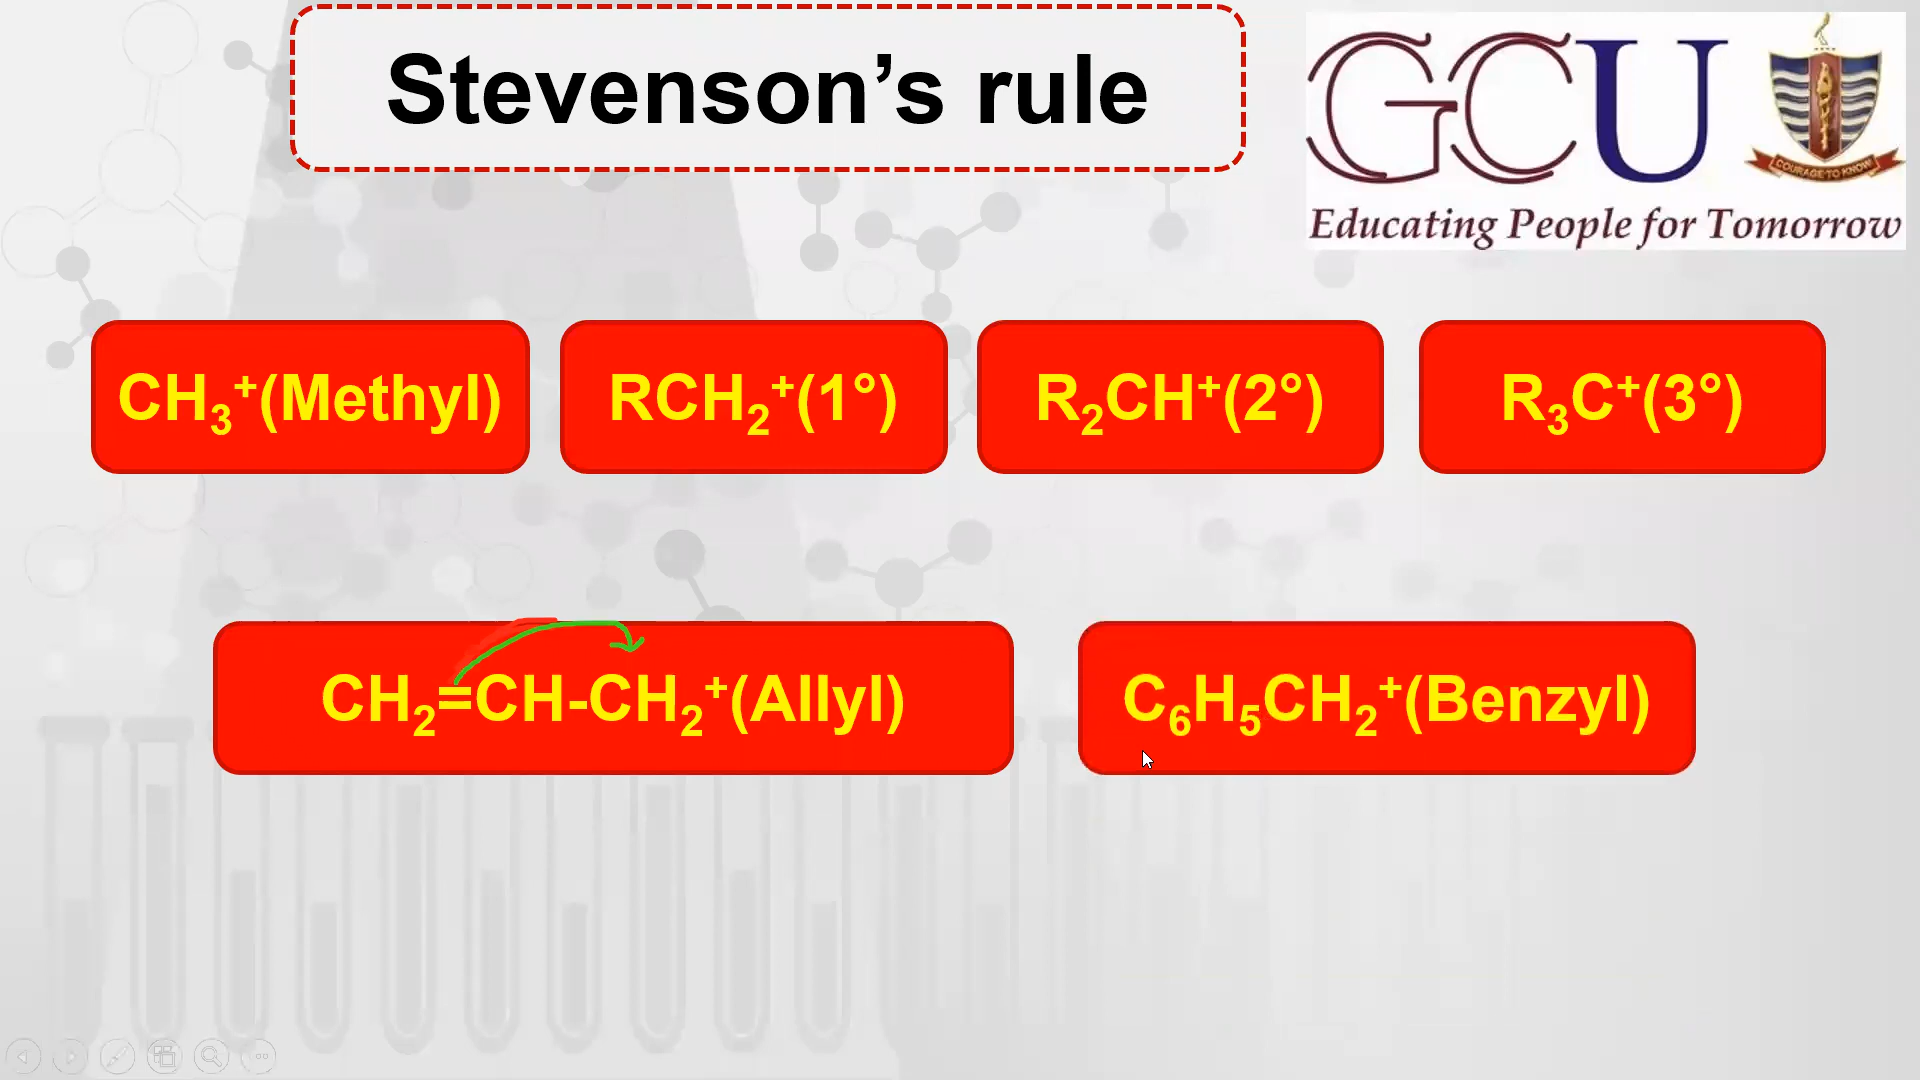 Stevenson’s rule
GCU
COURAGE TO KNOW
Educating People for Tomorrow
CH₃⁺(Methyl)
RCH₂⁺(1°)
R₂CH⁺(2°)
R₃C⁺(3°)
CH₂=CH-CH₂⁺(Allyl)
C₆H₅CH₂⁺(Benzyl)